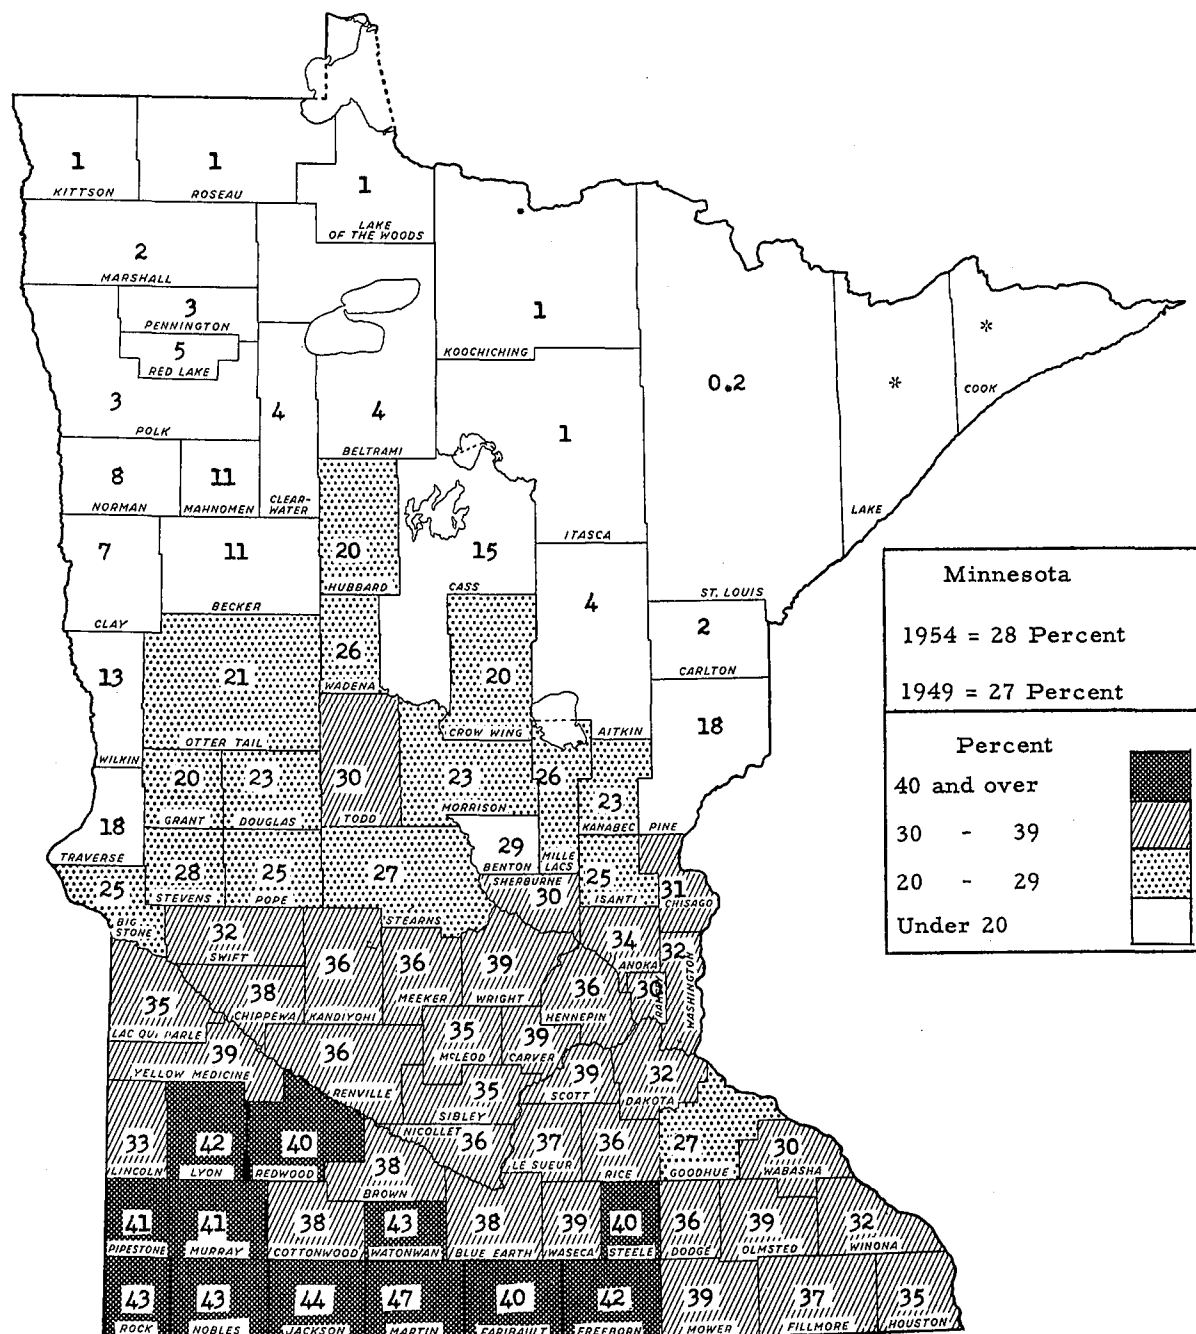 1
KITTSON
1
ROSEAU
1
LAKE
OF THE WOODS
2
MARSHALL
3
PENNINGTON
5
RED LAKE
3
POLK
4
CLEAR-
WATER
4
BELTRAMI
1
KOOCHICHING
0.2
ST. LOUIS
*
LAKE
*
COOK
1
ITASCA
8
NORMAN
11
MAHNOMEN
7
CLAY
11
BECKER
20
HUBBARD
15
CASS
4
AITKIN
2
CARLTON
13
WILKIN
21
OTTER TAIL
26
WADENA
20
CROW WING
18
PINE
18
TRAVERSE
20
GRANT
23
DOUGLAS
30
TODD
23
MORRISON
26
MILLE
LACS
23
KANABEC
25
BIG
STONE
28
STEVENS
25
POPE
27
STEARNS
29
BENTON
SHERBURNE
30
25
ISANTI
31
CHISAGO
32
SWIFT
36
KANDIYOHI
36
MEEKER
39
WRIGHT
34
ANOKA
32
WASHINGTON
35
LAC QUI PARLE
38
CHIPPEWA
36
HENNEPIN
30
39
YELLOW MEDICINE
36
RENVILLE
35
McLEOD
39
CARVER
35
SIBLEY
39
SCOTT
32
DAKOTA
33
LINCOLN
42
LYON
40
REDWOOD
38
BROWN
NICOLLET
36
37
LE SUEUR
36
RICE
27
GOODHUE
30
WABASHA
41
PIPESTONE
41
MURRAY
38
COTTONWOOD
43
WATONWAN
38
BLUE EARTH
39
WASECA
40
STEELE
36
DODGE
39
OLMSTED
32
WINONA
43
ROCK
43
NOBLES
44
JACKSON
47
MARTIN
40
FARIBAULT
42
FREEBORN
39
MOWER
37
FILLMORE
35
HOUSTON
Minnesota
1954 = 28 Percent
1949 = 27 Percent
Percent
40 and over
30 - 39
20 - 29
Under 20